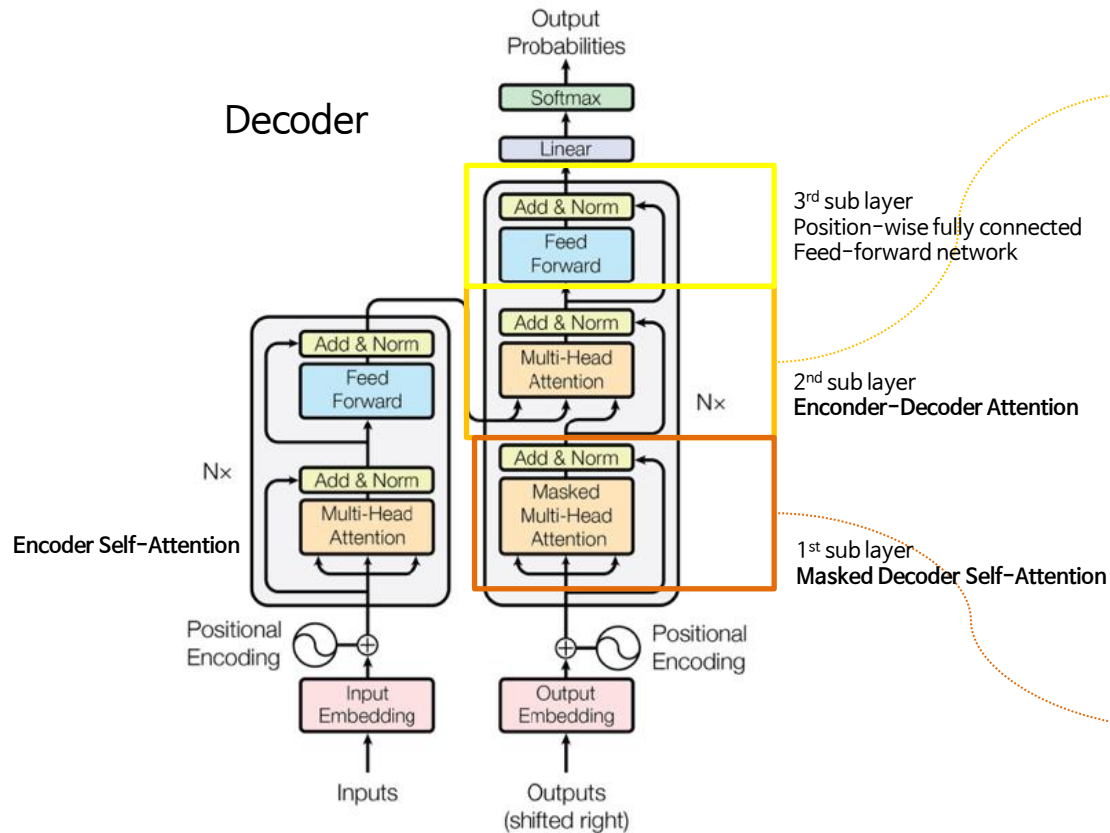 Output
Probabilities
Softmax
Decoder
Linear
Add & Norm
Feed
Forward
3rd sub layer
Position-wise fully connected
Feed-forward network
Add & Norm
Multi-Head
Attention
Nx
2nd sub layer
Enconder-Decoder Attention
Add & Norm
Feed
Forward
Nx
Add & Norm
Multi-Head
Attention
Encoder Self-Attention
Add & Norm
Masked
Multi-Head
Attention
1st sub layer
Masked Decoder Self-Attention
Positional
Encoding
Positional
Encoding
Input
Embedding
Output
Embedding
Inputs
Outputs
(shifted right)